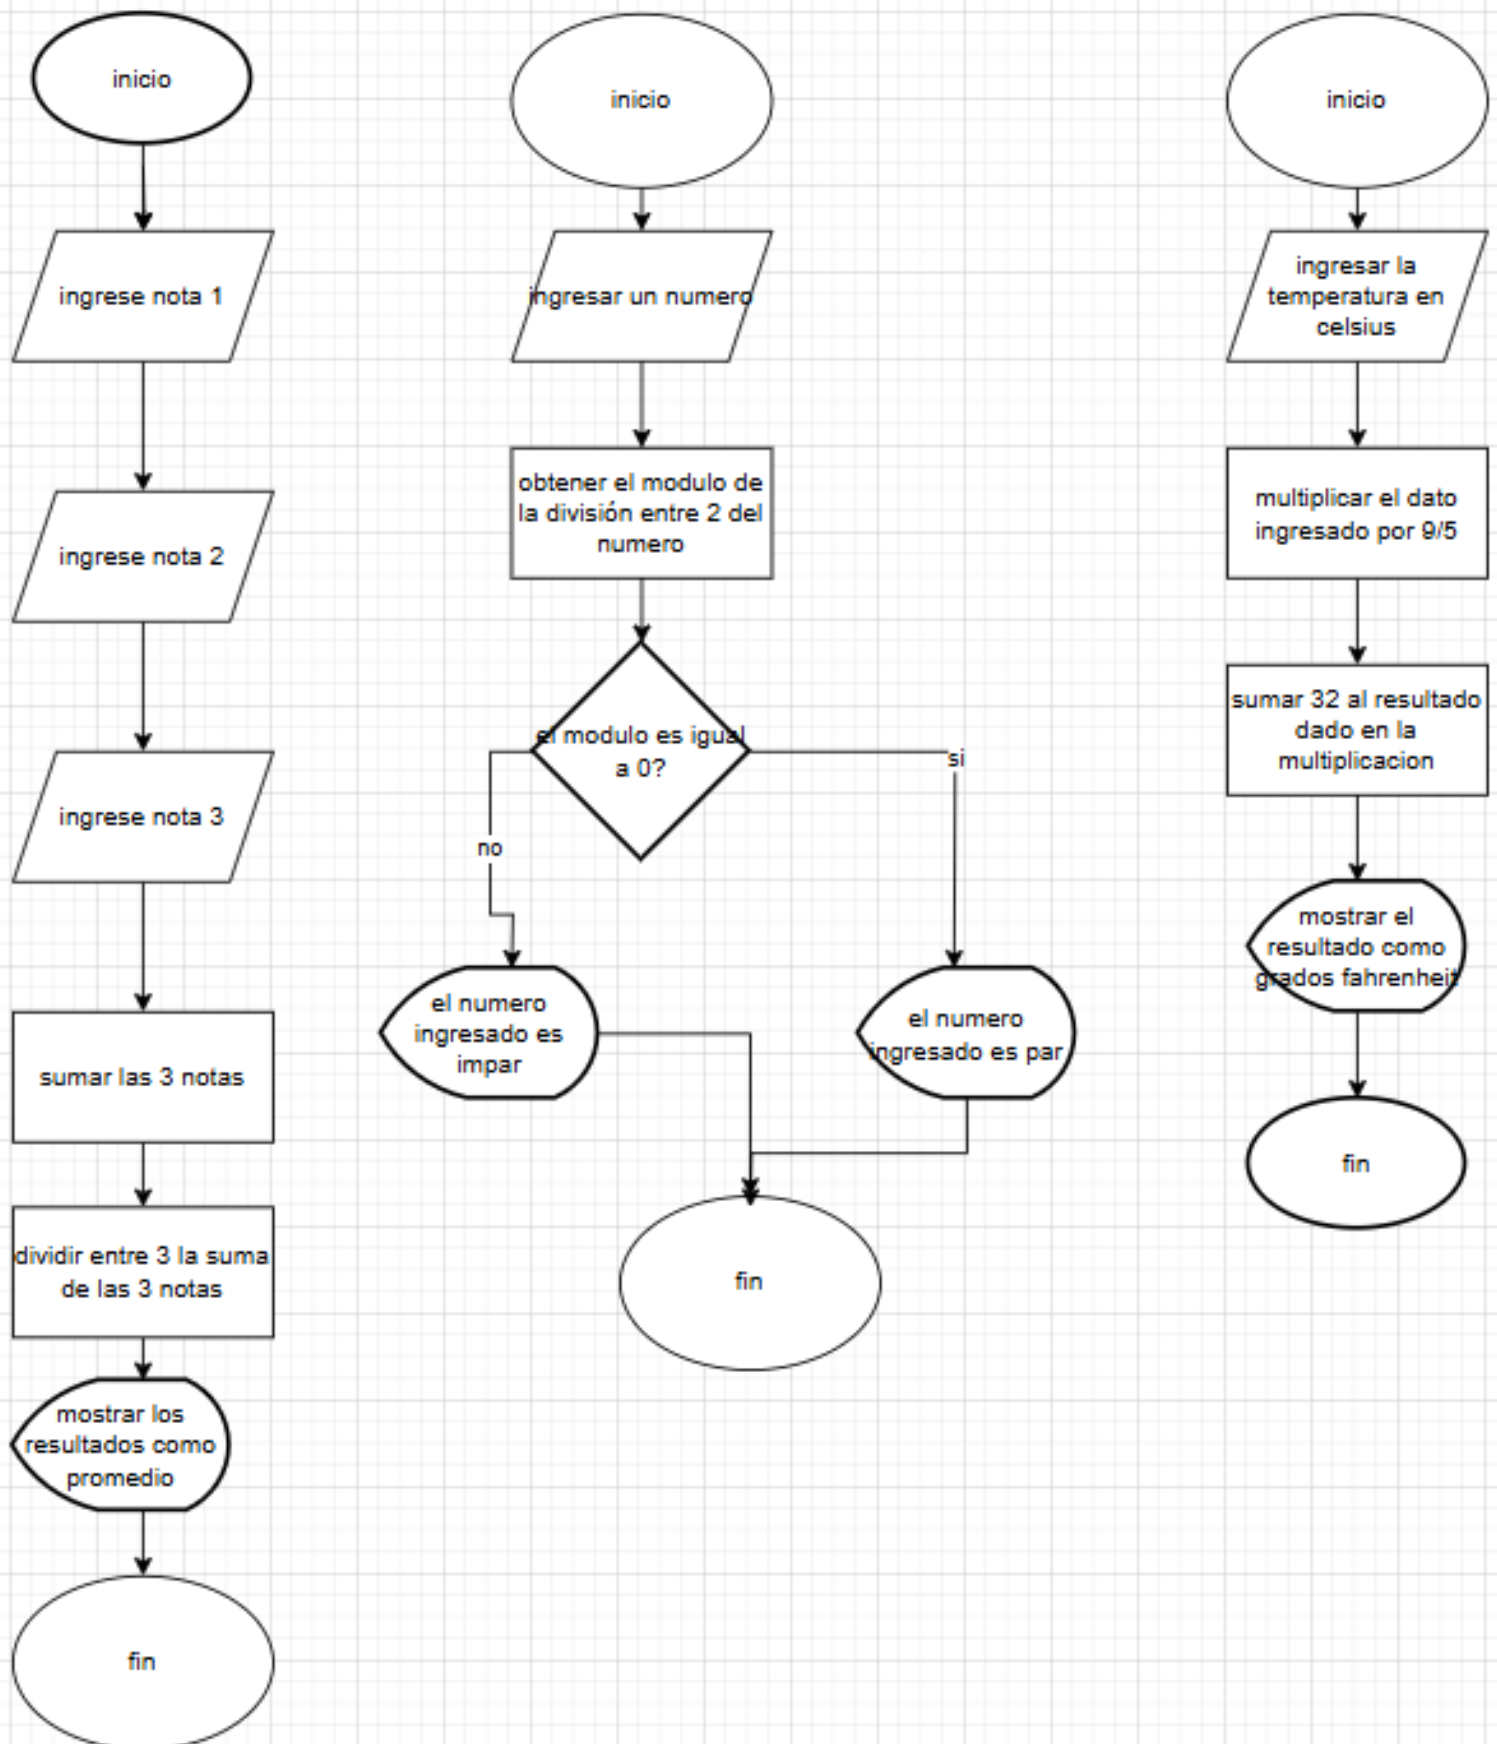 inicio
ingrese nota 1
ingrese nota 2
ingrese nota 3
sumar las 3 notas
dividir entre 3 la suma
de las 3 notas
mostrar los
resultados como
promedio
fin
inicio
ingresar un numero
obtener el modulo de
la división entre 2 del
numero
el modulo es igual
a 0?
no
si
el numero
ingresado es
impar
el numero
ingresado es par
fin
inicio
ingresar la
temperatura en
celsius
multiplicar el dato
ingresado por 9/5
sumar 32 al resultado
dado en la
multiplicacion
mostrar el
resultado como
grados fahrenheit
fin